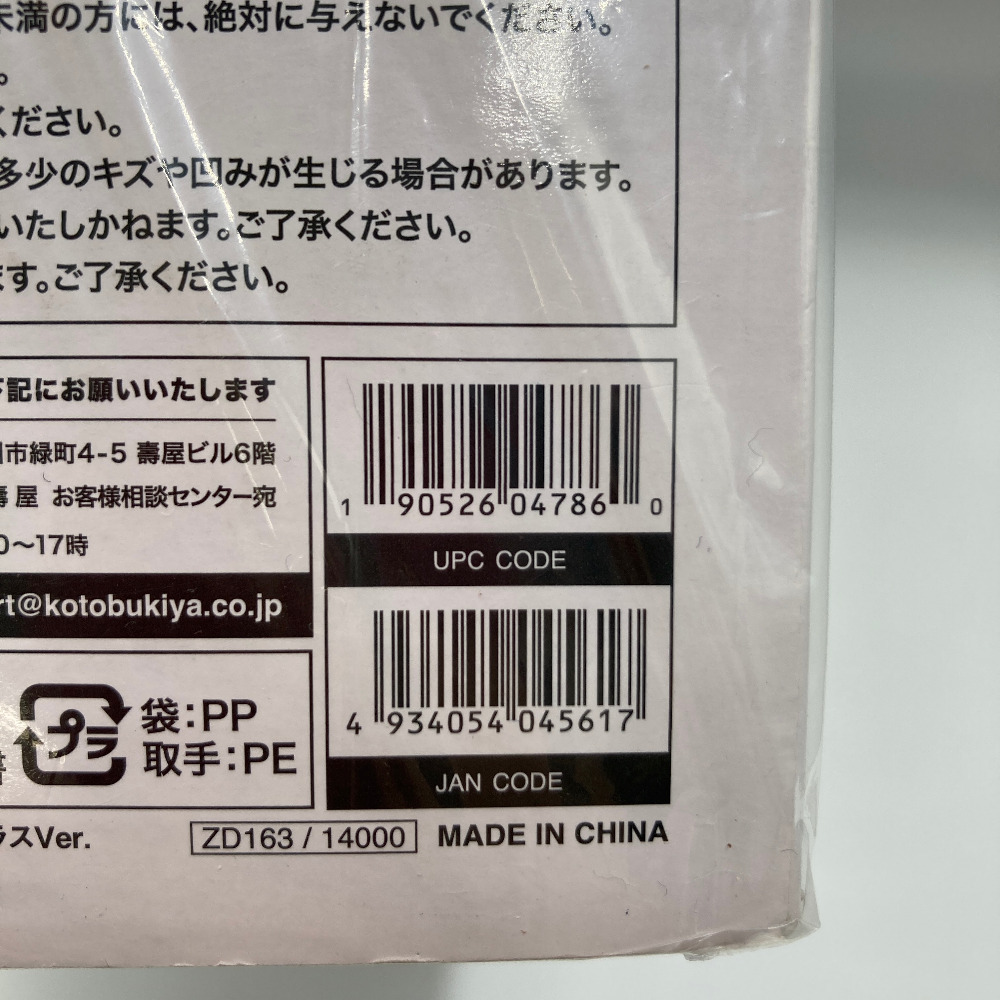 未満の方には、絶対に与えないでください。
。
ください。
多少のキズや凹みが生じる場合があります。
いたしかねます。ご了承ください。
ます。ご了承ください。
下記にお願いいたします
川市緑町4-5 壽屋ビル6階
壽屋 お客様相談センター宛
0〜17時
rt@kotobukiya.co.jp
プラ
袋:PP
取手:PE
1 90526 04786 0
UPC CODE
4 934054 045617
JAN CODE
ラスVer.
ZD163 / 14000
MADE IN CHINA